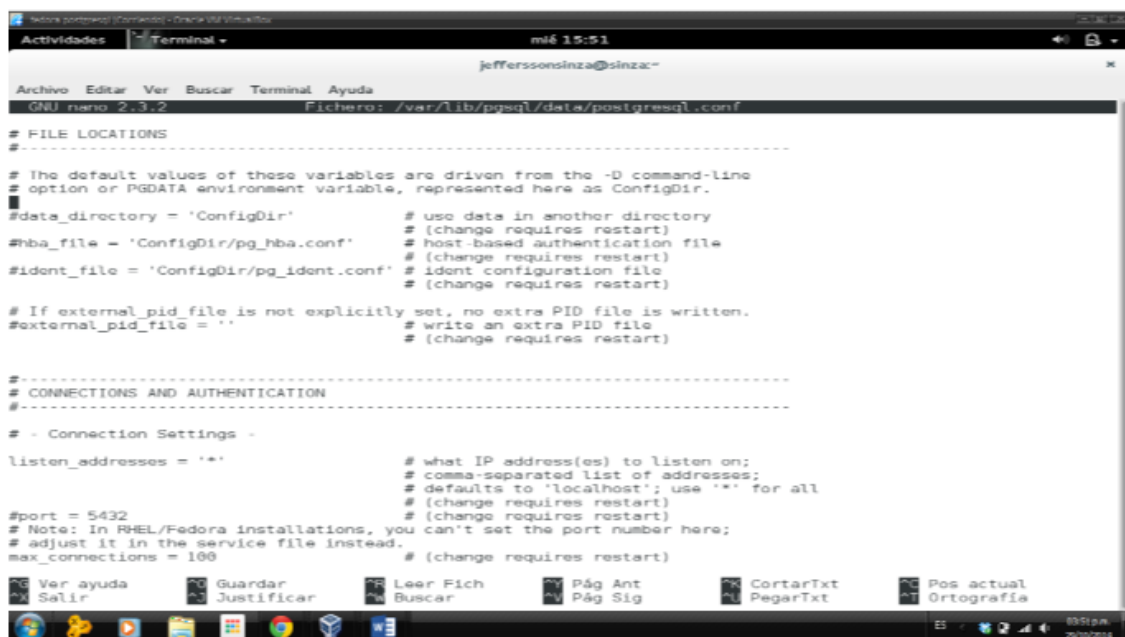 fedora postgresql [Corriendo] - Oracle VM VirtualBox
Actividades Terminal mié 15:51
jefferssonsinza@sinza:~
Archivo Editar Ver Buscar Terminal Ayuda
GNU nano 2.3.2 Fichero: /var/lib/pgsql/data/postgresql.conf
# FILE LOCATIONS
#------------------------------------------------------------------------------
# The default values of these variables are driven from the -D command-line
# option or PGDATA environment variable, represented here as ConfigDir.
#data_directory = 'ConfigDir' # use data in another directory
# (change requires restart)
#hba_file = 'ConfigDir/pg_hba.conf' # host-based authentication file
# (change requires restart)
#ident_file = 'ConfigDir/pg_ident.conf' # ident configuration file
# (change requires restart)
# If external_pid_file is not explicitly set, no extra PID file is written.
#external_pid_file = '' # write an extra PID file
# (change requires restart)
#------------------------------------------------------------------------------
# CONNECTIONS AND AUTHENTICATION
#------------------------------------------------------------------------------
# - Connection Settings -
listen_addresses = '*' # what IP address(es) to listen on;
# comma-separated list of addresses;
# defaults to 'localhost'; use '*' for all
# (change requires restart)
#port = 5432 # (change requires restart)
# Note: In RHEL/Fedora installations, you can't set the port number here;
# adjust it in the service file instead.
max_connections = 100 # (change requires restart)
^G Ver ayuda ^O Guardar ^R Leer Fich ^Y Pág Ant ^K CortarTxt ^C Pos actual
^X Salir ^J Justificar ^W Buscar ^V Pág Sig ^U PegarTxt ^T Ortografía
ES 03:51 p.m.